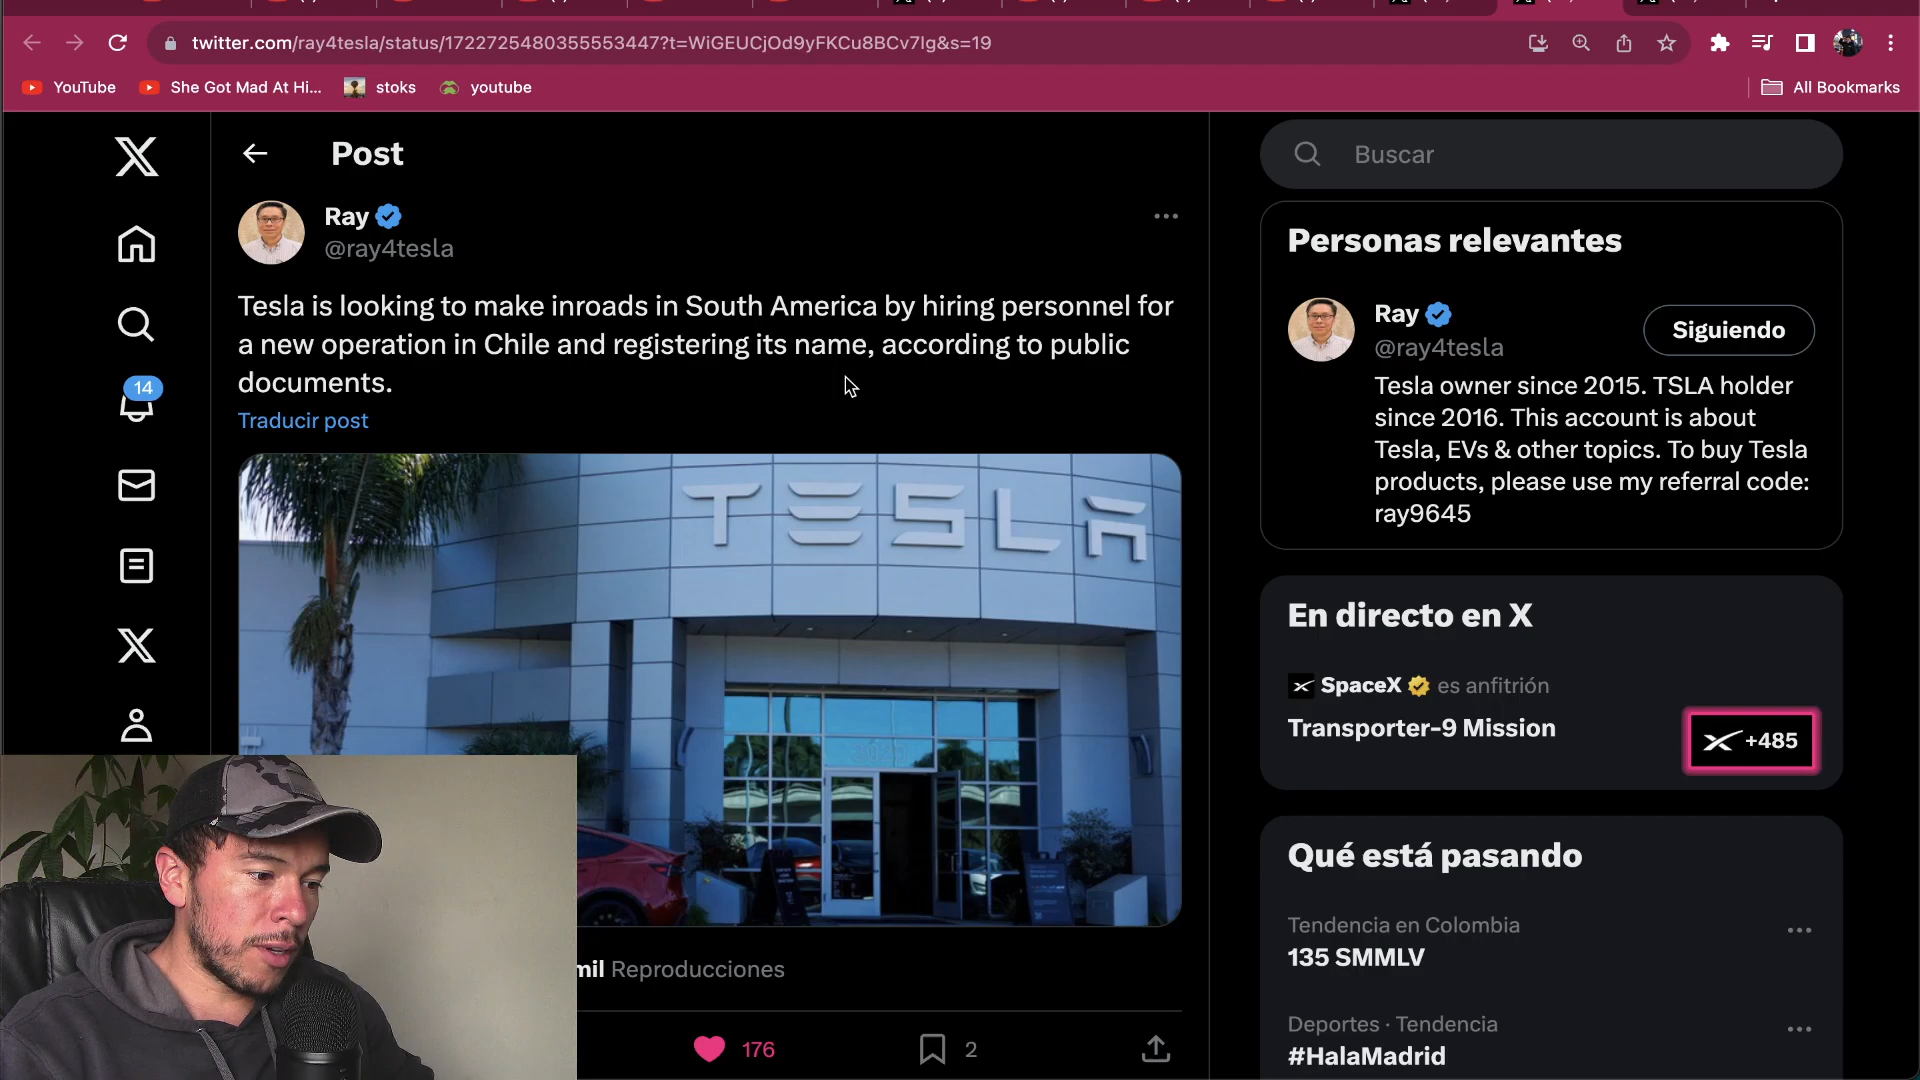 twitter.com/ray4tesla/status/1722725480355553447?t=WiGEUCjOd9yFKCu8BCv7Ig&s=19
YouTube
She Got Mad At Hi...
stoks
youtube
All Bookmarks
Post
Ray
@ray4tesla
Tesla is looking to make inroads in South America by hiring personnel for
a new operation in Chile and registering its name, according to public
documents.
Traducir post
TESLA
mil Reproducciones
176
2
14
Buscar
Personas relevantes
Ray
@ray4tesla
Siguiendo
Tesla owner since 2015. TSLA holder
since 2016. This account is about
Tesla, EVs & other topics. To buy Tesla
products, please use my referral code:
ray9645
En directo en X
SpaceX es anfitrión
Transporter-9 Mission
+485
Qué está pasando
Tendencia en Colombia
135 SMMLV
Deportes · Tendencia
#HalaMadrid